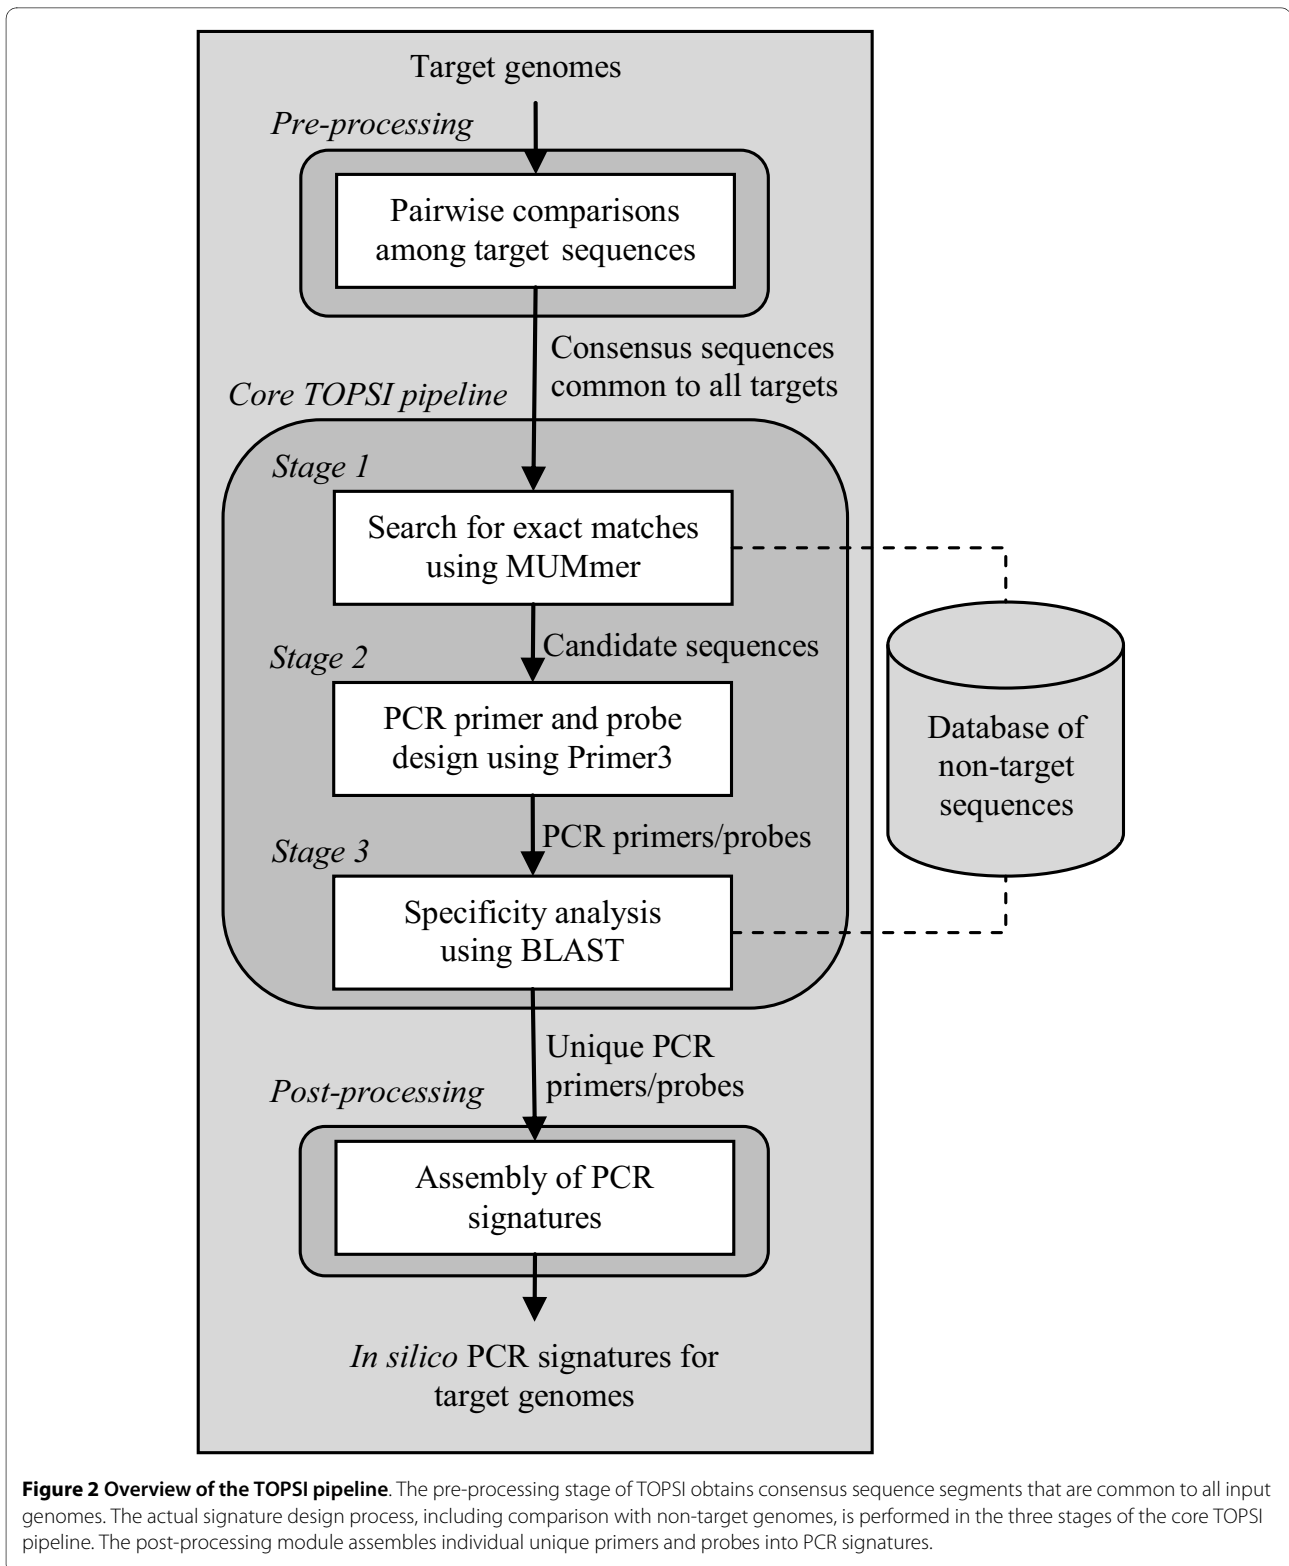 Target genomes
Pre-processing
Pairwise comparisons
among target sequences
Consensus sequences
common to all targets
Core TOPSI pipeline
Stage 1
Search for exact matches
using MUMmer
Candidate sequences
Stage 2
PCR primer and probe
design using Primer3
Database of
non-target
sequences
PCR primers/probes
Stage 3
Specificity analysis
using BLAST
Unique PCR
primers/probes
Post-processing
Assembly of PCR
signatures
In silico PCR signatures for
target genomes
Figure 2 Overview of the TOPSI pipeline. The pre-processing stage of TOPSI obtains consensus sequence segments that are common to all input
genomes. The actual signature design process, including comparison with non-target genomes, is performed in the three stages of the core TOPSI
pipeline. The post-processing module assembles individual unique primers and probes into PCR signatures.